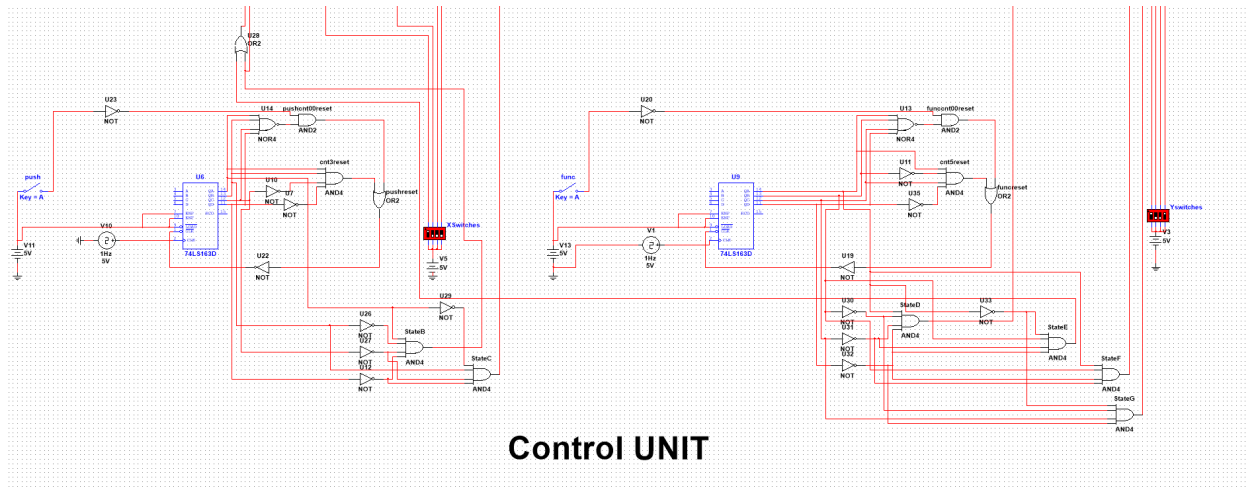 U28
OR2
U23
NOT
U14
pushcnt00reset
NOR4
AND2
U20
NOT
U13
funccnt00reset
NOR4
AND2
push
Key = A
U6
U10
NOT
U7
NOT
cnt3reset
AND4
pushreset
OR2
func
Key = A
U9
U11
NOT
U35
NOT
cnt5reset
AND4
funcreset
OR2
XSwitches
Yswitches
V11
5V
V10
1Hz
5V
74LS163D
U22
NOT
V5
5V
V13
5V
V1
1Hz
5V
74LS163D
U19
NOT
V3
5V
U29
NOT
U26
NOT
U27
NOT
U12
NOT
StateB
AND4
StateC
AND4
U30
NOT
U31
NOT
U32
NOT
StateD
AND4
U33
NOT
StateE
AND4
StateF
AND4
StateG
AND4
Control UNIT